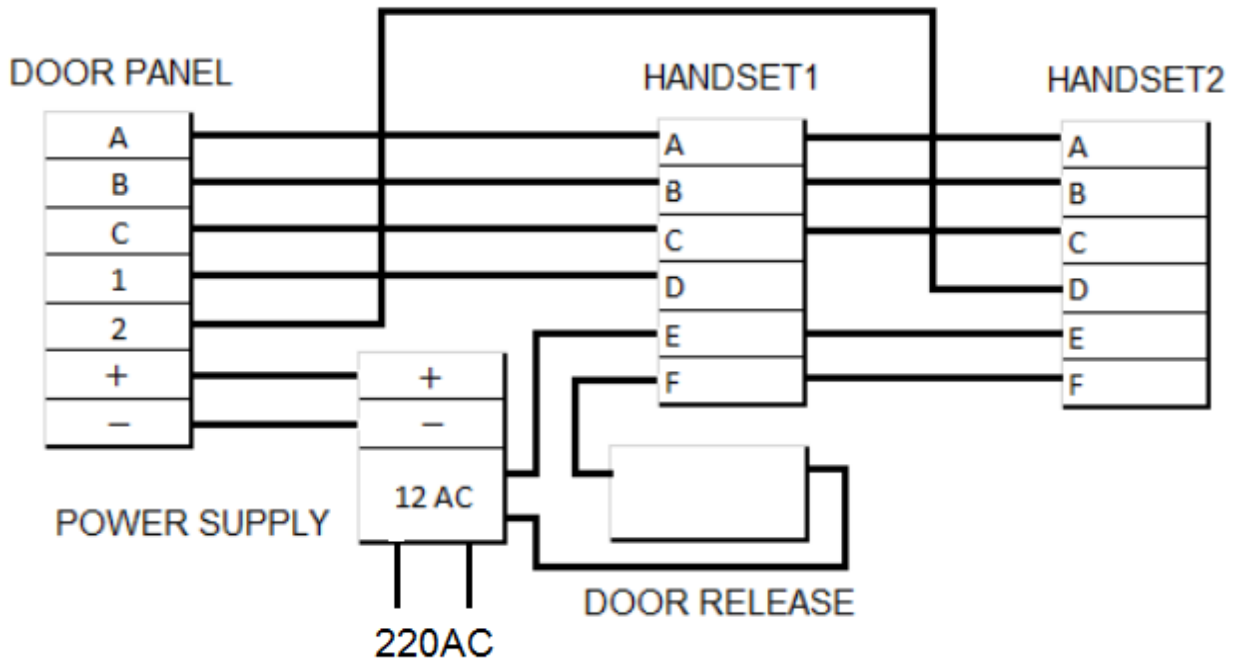 DOOR PANEL
A
B
C
1
2
+
−
HANDSET1
A
B
C
D
E
F
HANDSET2
A
B
C
D
E
F
+
−
12 AC
POWER SUPPLY
220AC
DOOR RELEASE